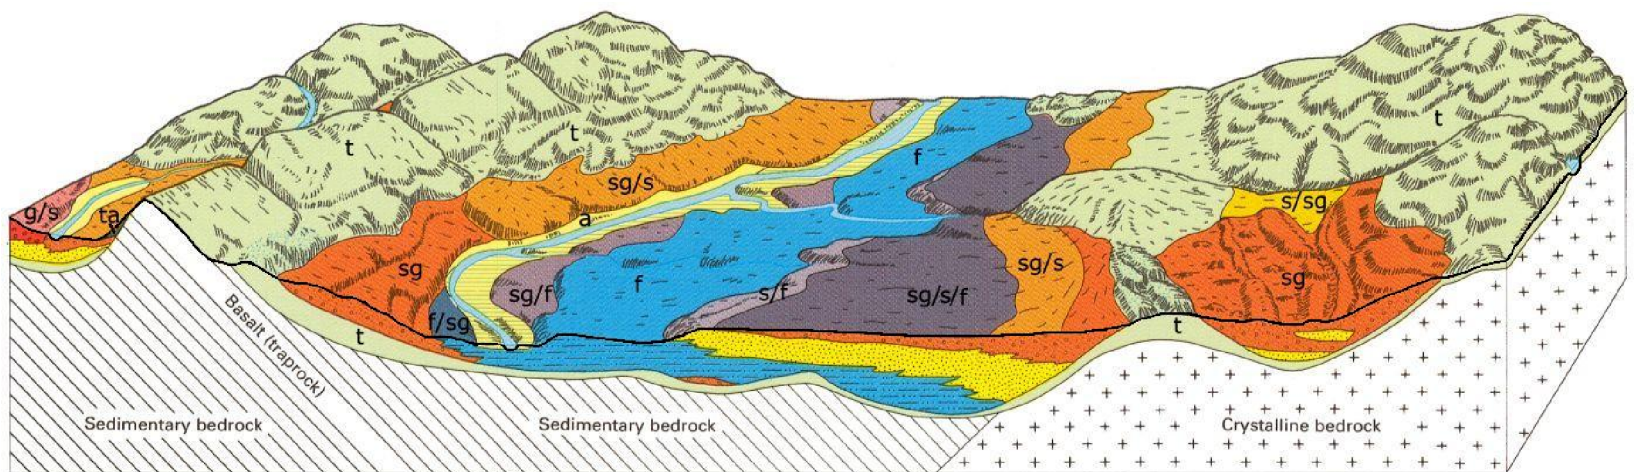 t
t
t
t
f
sg/s
g/s
ta
s/sg
a
sg
sg/f
f
s/f
sg/s/f
sg/s
sg
f/sg
t
t
Basalt (traprock)
Sedimentary bedrock
Sedimentary bedrock
Crystalline bedrock